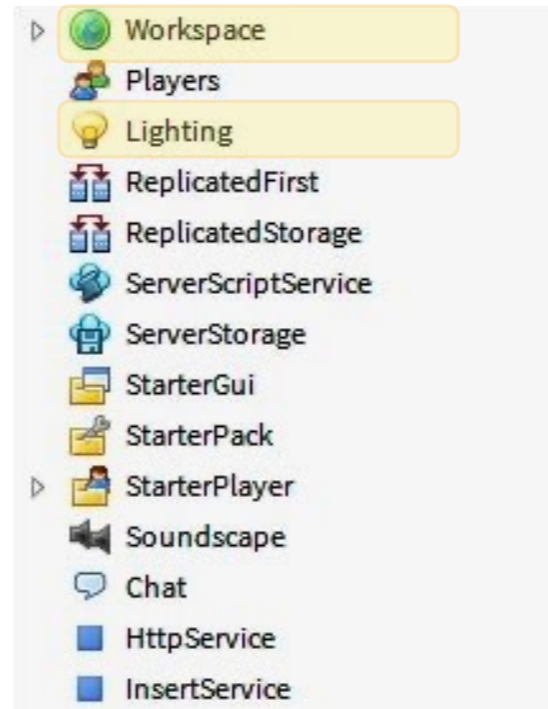 Workspace
Players
Lighting
ReplicatedFirst
ReplicatedStorage
ServerScriptService
ServerStorage
StarterGui
StarterPack
StarterPlayer
Soundscape
Chat
HttpService
InsertService